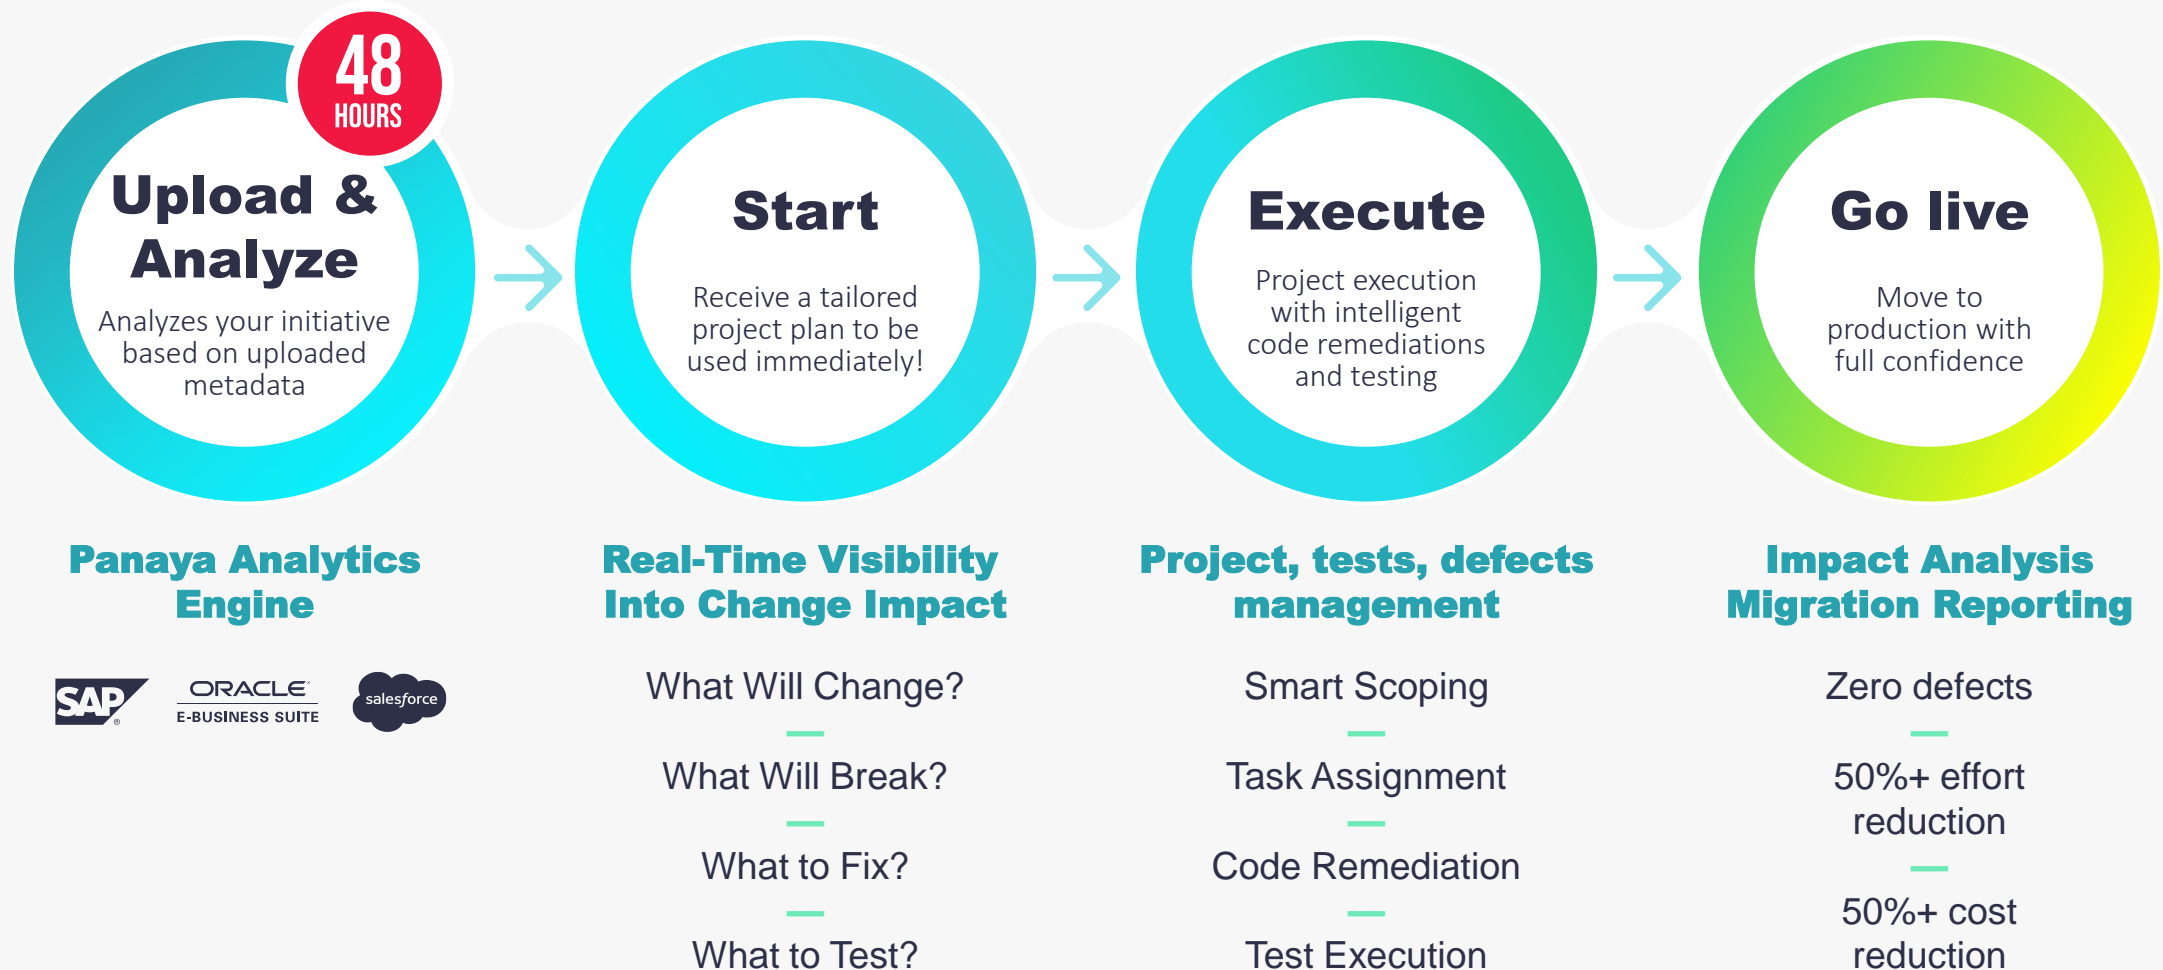 48
HOURS
Upload &
Analyze
Analyzes your initiative
based on uploaded
metadata
Start
Receive a tailored
project plan to be
used immediately!
Execute
Project execution
with intelligent
code remediations
and testing
Go live
Move to
production with
full confidence
Panaya Analytics
Engine
SAP®
ORACLE®
E-BUSINESS SUITE
salesforce
Real-Time Visibility
Into Change Impact
What Will Change?
What Will Break?
What to Fix?
What to Test?
Project, tests, defects
management
Smart Scoping
Task Assignment
Code Remediation
Test Execution
Impact Analysis
Migration Reporting
Zero defects
50%+ effort
reduction
50%+ cost
reduction